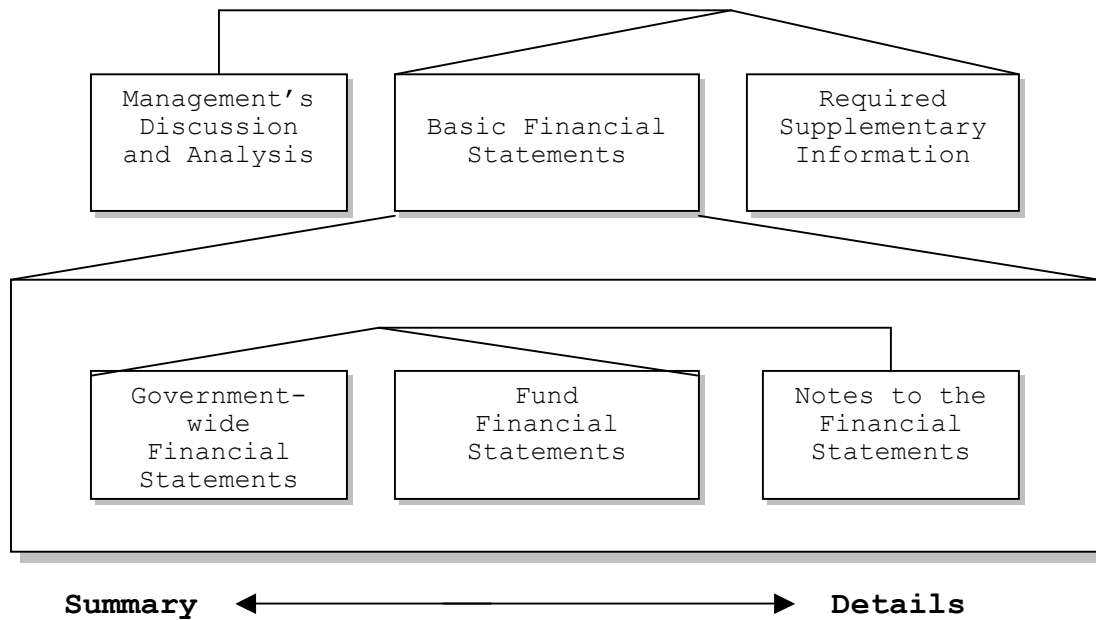 Management’s
Discussion
and Analysis
Basic Financial
Statements
Required
Supplementary
Information
Government-
wide
Financial
Statements
Fund
Financial
Statements
Notes to the
Financial
Statements
Summary
Details